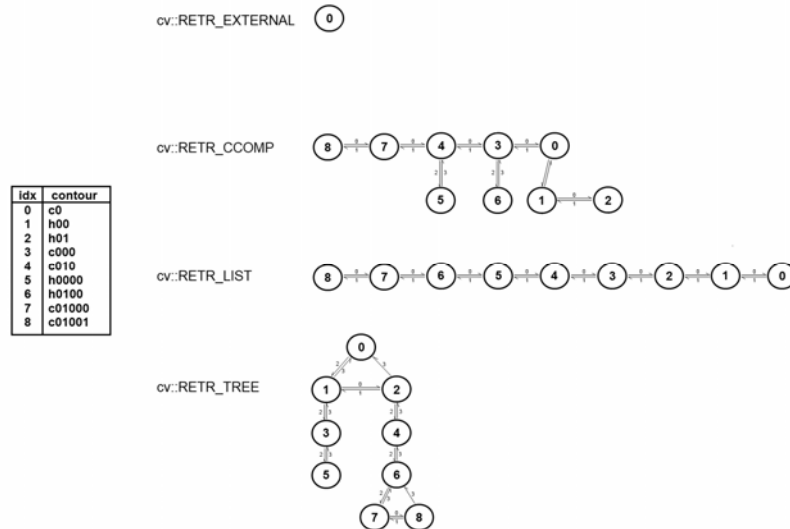 cv::RETR_EXTERNAL 0
cv::RETR_CCOMP 8 7 4 3 0
5 6 1 2
idx contour
0 c0
1 h00
2 h01
3 c000
4 c010
5 h0000
6 h0100
7 c01000
8 c01001
cv::RETR_LIST 8 7 6 5 4 3 2 1 0
cv::RETR_TREE
0
1 2
3 4
5 6
7 8